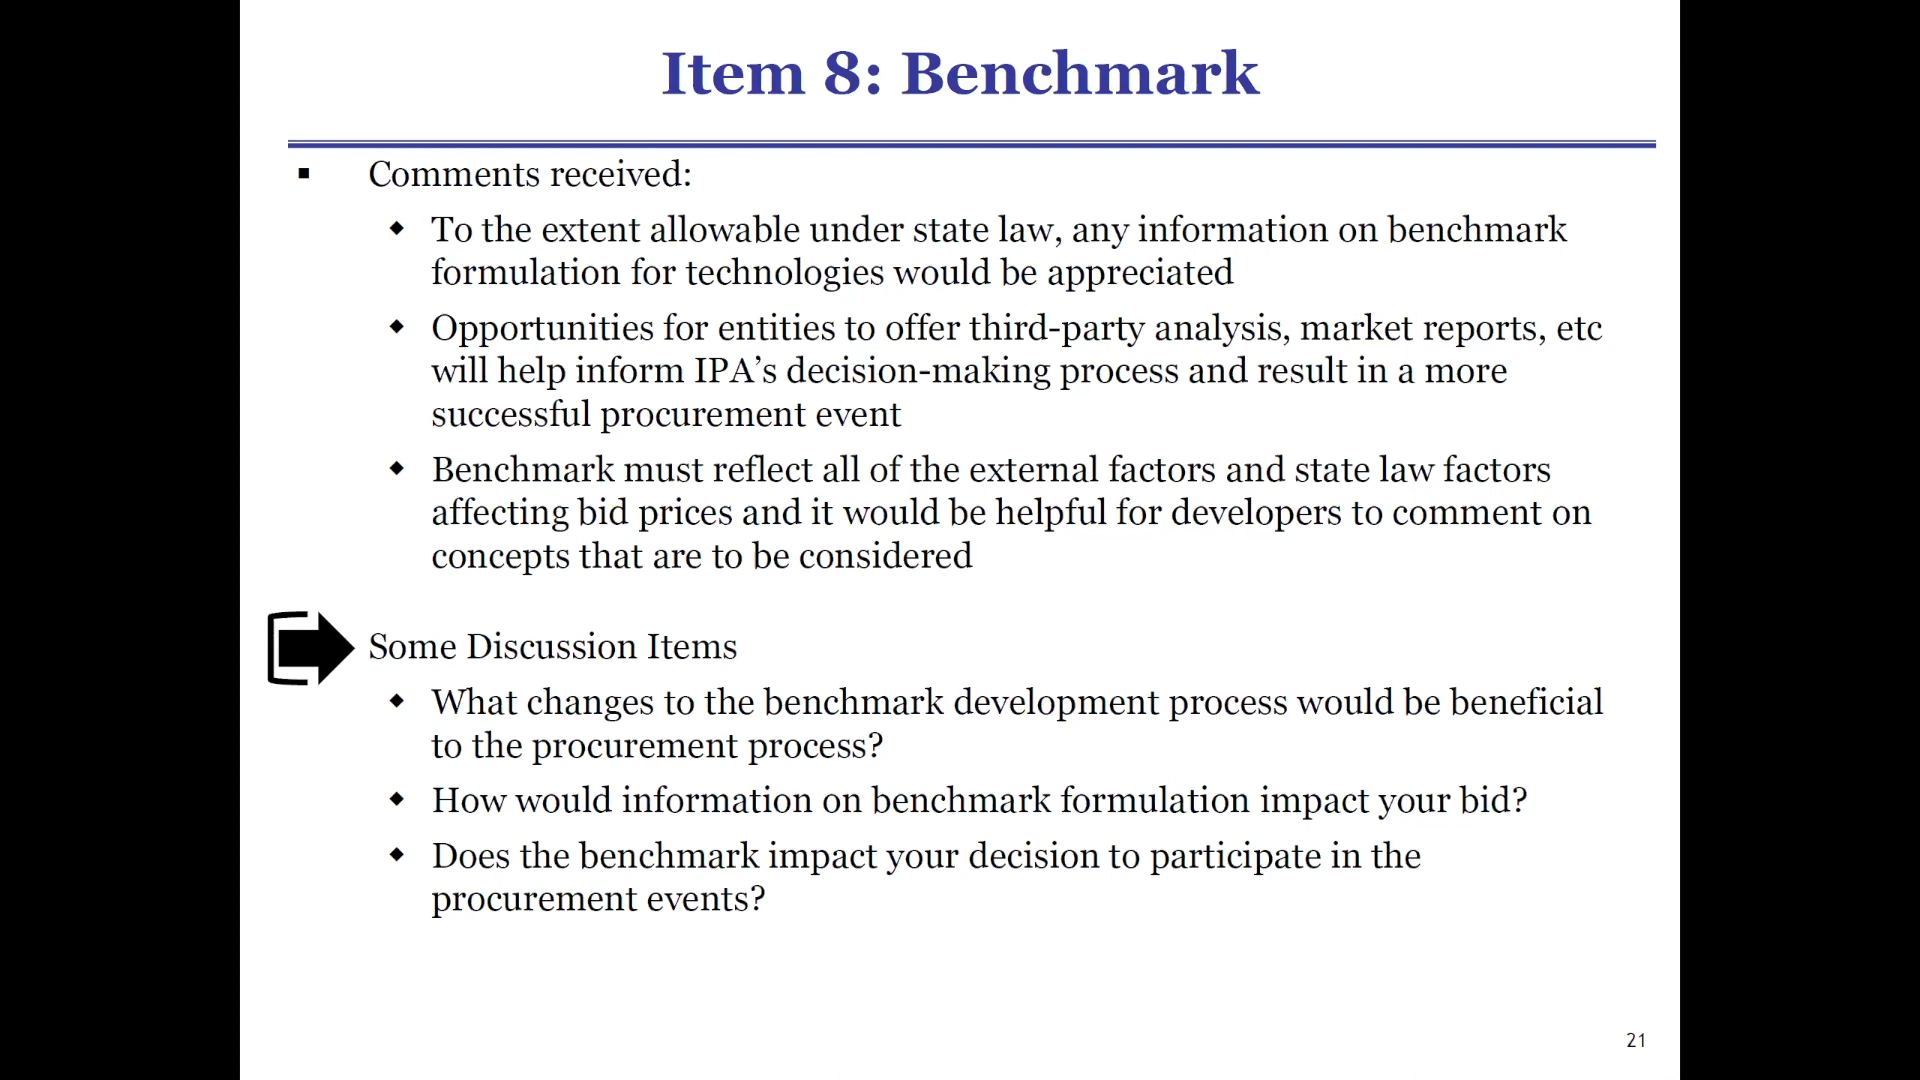 Item 8: Benchmark
Comments received:
To the extent allowable under state law, any information on benchmark
formulation for technologies would be appreciated
Opportunities for entities to offer third-party analysis, market reports, etc
will help inform IPA’s decision-making process and result in a more
successful procurement event
Benchmark must reflect all of the external factors and state law factors
affecting bid prices and it would be helpful for developers to comment on
concepts that are to be considered
Some Discussion Items
What changes to the benchmark development process would be beneficial
to the procurement process?
How would information on benchmark formulation impact your bid?
Does the benchmark impact your decision to participate in the
procurement events?
21